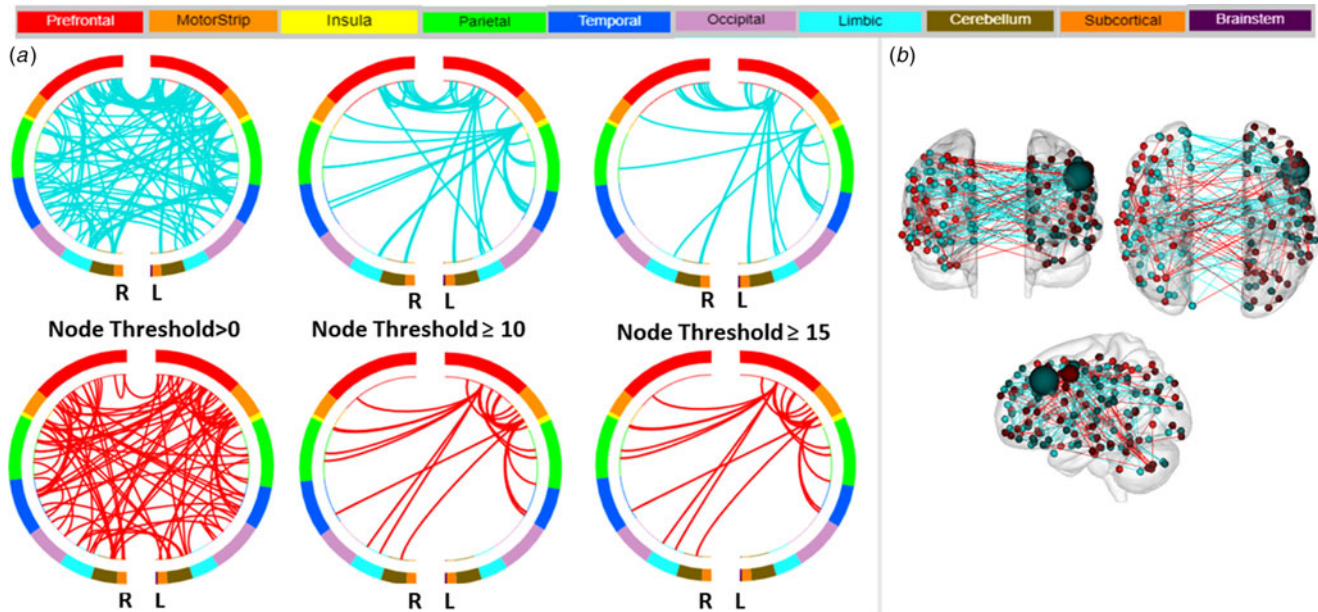 Prefrontal MotorStrip Insula Parietal Temporal Occipital Limbic Cerebellum Subcortical Brainstem
(a)
(b)
R L R L R L
Node Threshold>0 Node Threshold ≥ 10 Node Threshold ≥ 15
R L R L R L